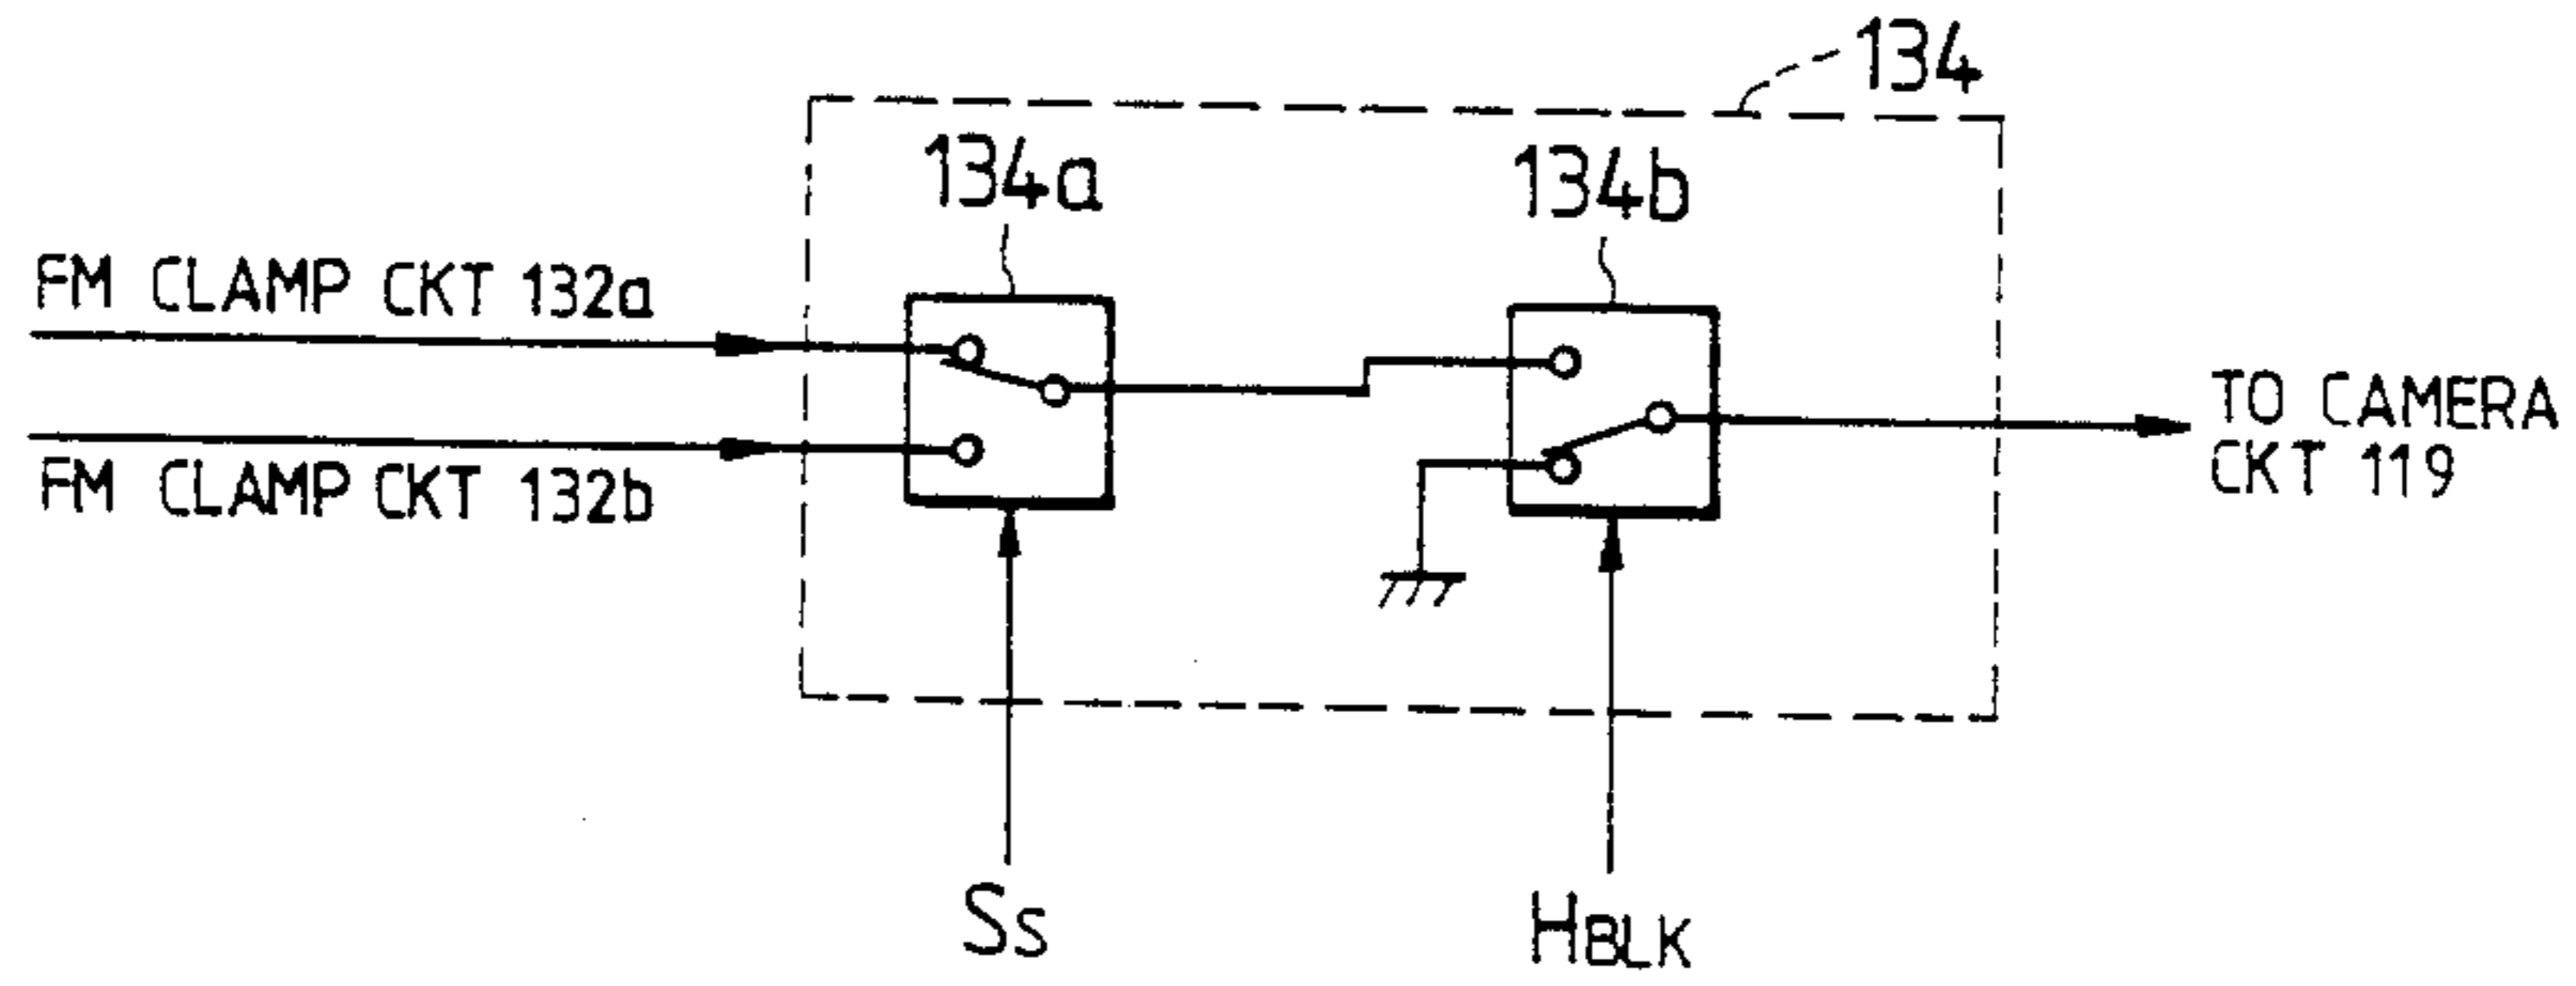 134
134a
134b
FM CLAMP CKT 132a
FM CLAMP CKT 132b
TO CAMERA
CKT 119
SS
HBLK